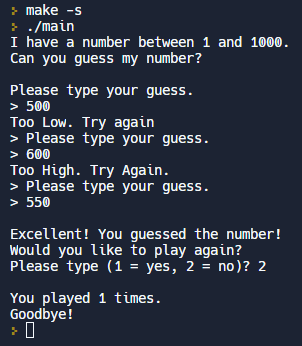 > make -s
> ./main
I have a number between 1 and 1000.
Can you guess my number?

Please type your guess.
> 500
Too Low. Try again
> Please type your guess.
> 600
Too High. Try Again.
> Please type your guess.
> 550

Excellent! You guessed the number!
Would you like to play again?
Please type (1 = yes, 2 = no)? 2

You played 1 times.
Goodbye!
>